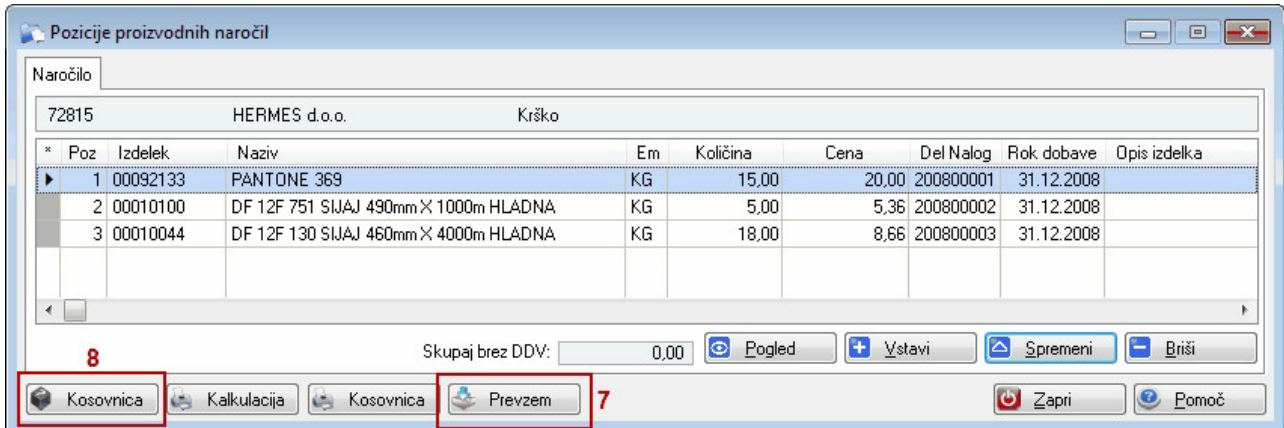 Pozicije proizvodnih naročil
Naročilo
72815 HERMES d.o.o. Krško
* Poz Izdelek Naziv Em Količina Cena Del Nalog Rok dobave Opis izdelka
1 00092133 PANTONE 369 KG 15,00 20,00 200800001 31.12.2008
2 00010100 DF 12F 751 SIJAJ 490mm X 1000m HLADNA KG 5,00 5,36 200800002 31.12.2008
3 00010044 DF 12F 130 SIJAJ 460mm X 4000m HLADNA KG 18,00 8,66 200800003 31.12.2008
8 Skupaj brez DDV: 0,00 Pogled Vstavi Spremeni Briši
Kosovnica Kalkulacija Kosovnica Prevzem 7 Zapri Pomoč